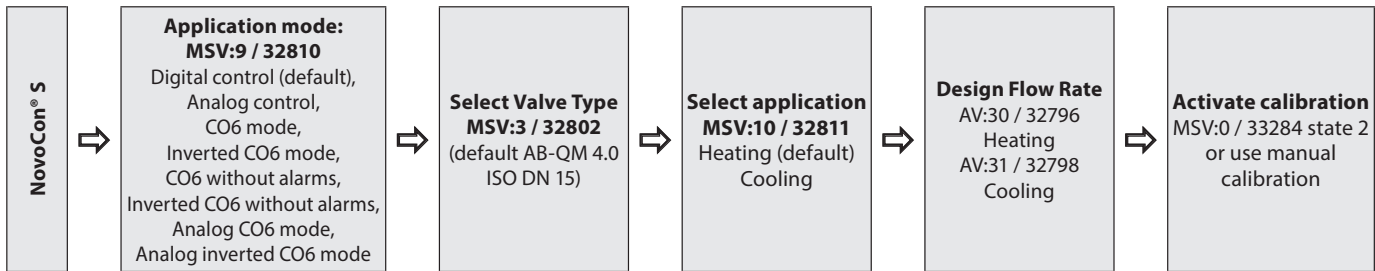 NovoCon® S
Application mode:
MSV:9 / 32810
Digital control (default),
Analog control,
CO6 mode,
Inverted CO6 mode,
CO6 without alarms,
Inverted CO6 without alarms,
Analog CO6 mode,
Analog inverted CO6 mode
Select Valve Type
MSV:3 / 32802
(default AB-QM 4.0
ISO DN 15)
Select application
MSV:10 / 32811
Heating (default)
Cooling
Design Flow Rate
AV:30 / 32796
Heating
AV:31 / 32798
Cooling
Activate calibration
MSV:0 / 33284 state 2
or use manual
calibration